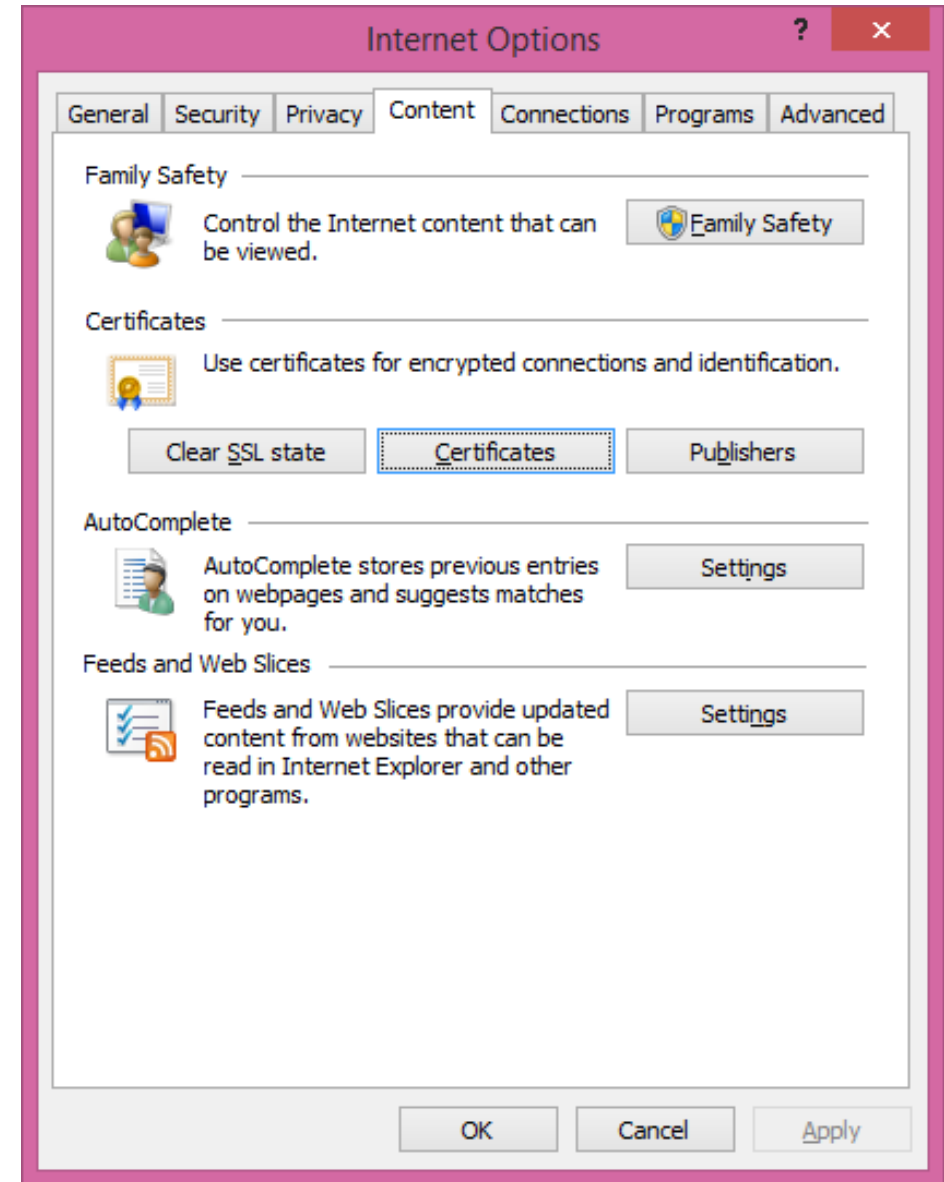 Internet Options
?
×
General Security Privacy Content Connections Programs Advanced
Family Safety
Control the Internet content that can
be viewed.
Family Safety
Certificates
Use certificates for encrypted connections and identification.
Clear SSL state Certificates Publishers
AutoComplete
AutoComplete stores previous entries
on webpages and suggests matches
for you.
Settings
Feeds and Web Slices
Feeds and Web Slices provide updated
content from websites that can be
read in Internet Explorer and other
programs.
Settings
OK Cancel Apply